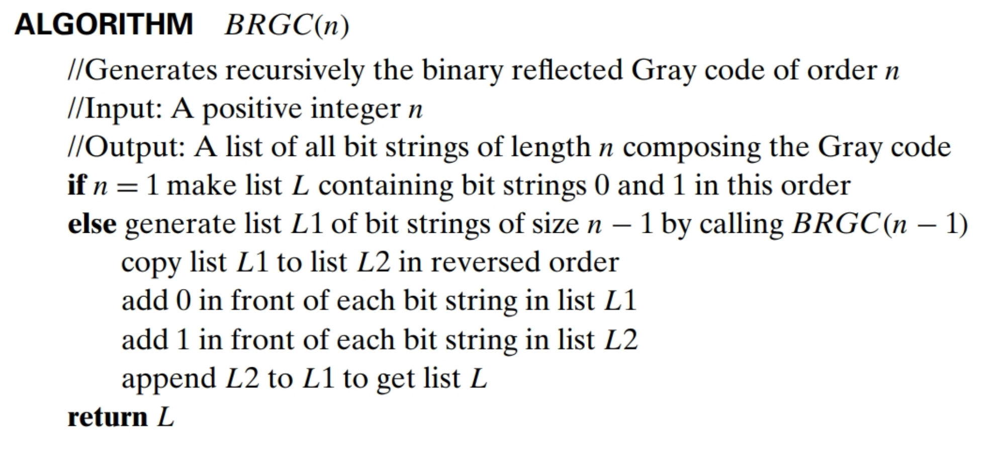 ALGORITHM BRGC(n)
//Generates recursively the binary reflected Gray code of order n
//Input: A positive integer n
//Output: A list of all bit strings of length n composing the Gray code
if n = 1 make list L containing bit strings 0 and 1 in this order
else generate list L1 of bit strings of size n − 1 by calling BRGC(n − 1)
copy list L1 to list L2 in reversed order
add 0 in front of each bit string in list L1
add 1 in front of each bit string in list L2
append L2 to L1 to get list L
return L